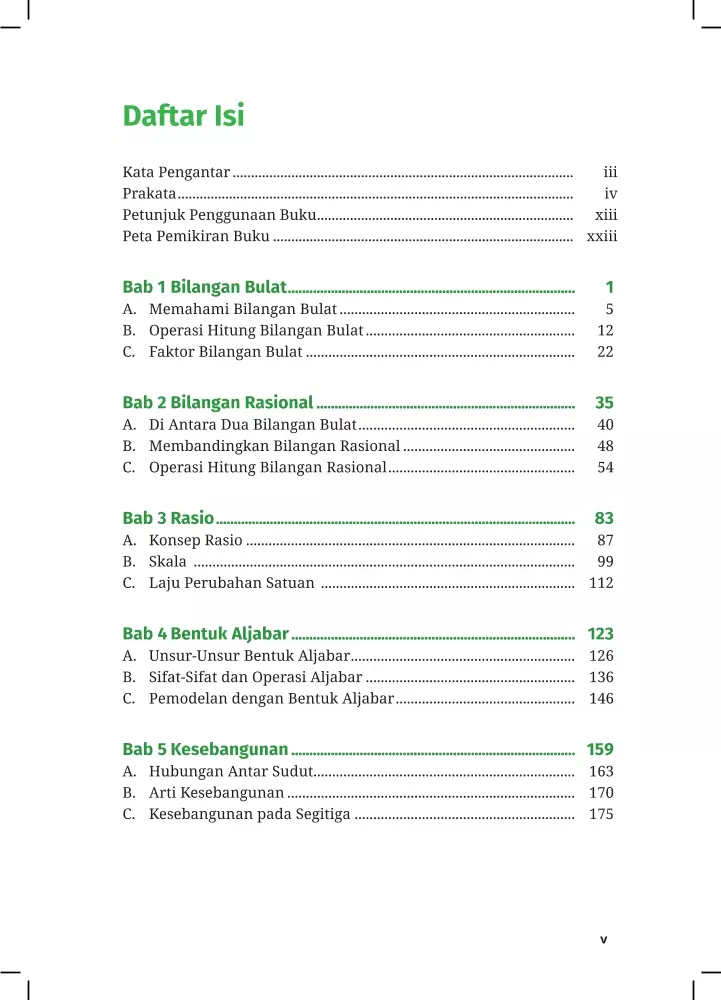 Daftar Isi
Kata Pengantar ............................................................ iii
Prakata ............................................................ iv
Petunjuk Penggunaan Buku ............................................................ xiii
Peta Pemikiran Buku ............................................................ xxiii
Bab 1 Bilangan Bulat ............................................................ 1
A. Memahami Bilangan Bulat ............................................................ 5
B. Operasi Hitung Bilangan Bulat ............................................................ 12
C. Faktor Bilangan Bulat ............................................................ 22
Bab 2 Bilangan Rasional ............................................................ 35
A. Di Antara Dua Bilangan Bulat ............................................................ 40
B. Membandingkan Bilangan Rasional ............................................................ 48
C. Operasi Hitung Bilangan Rasional ............................................................ 54
Bab 3 Rasio ............................................................ 83
A. Konsep Rasio ............................................................ 87
B. Skala ............................................................ 99
C. Laju Perubahan Satuan ............................................................ 112
Bab 4 Bentuk Aljabar ............................................................ 123
A. Unsur-Unsur Bentuk Aljabar ............................................................ 126
B. Sifat-Sifat dan Operasi Aljabar ............................................................ 136
C. Pemodelan dengan Bentuk Aljabar ............................................................ 146
Bab 5 Kesebangunan ............................................................ 159
A. Hubungan Antar Sudut ............................................................ 163
B. Arti Kesebangunan ............................................................ 170
C. Kesebangunan pada Segitiga ............................................................ 175
v